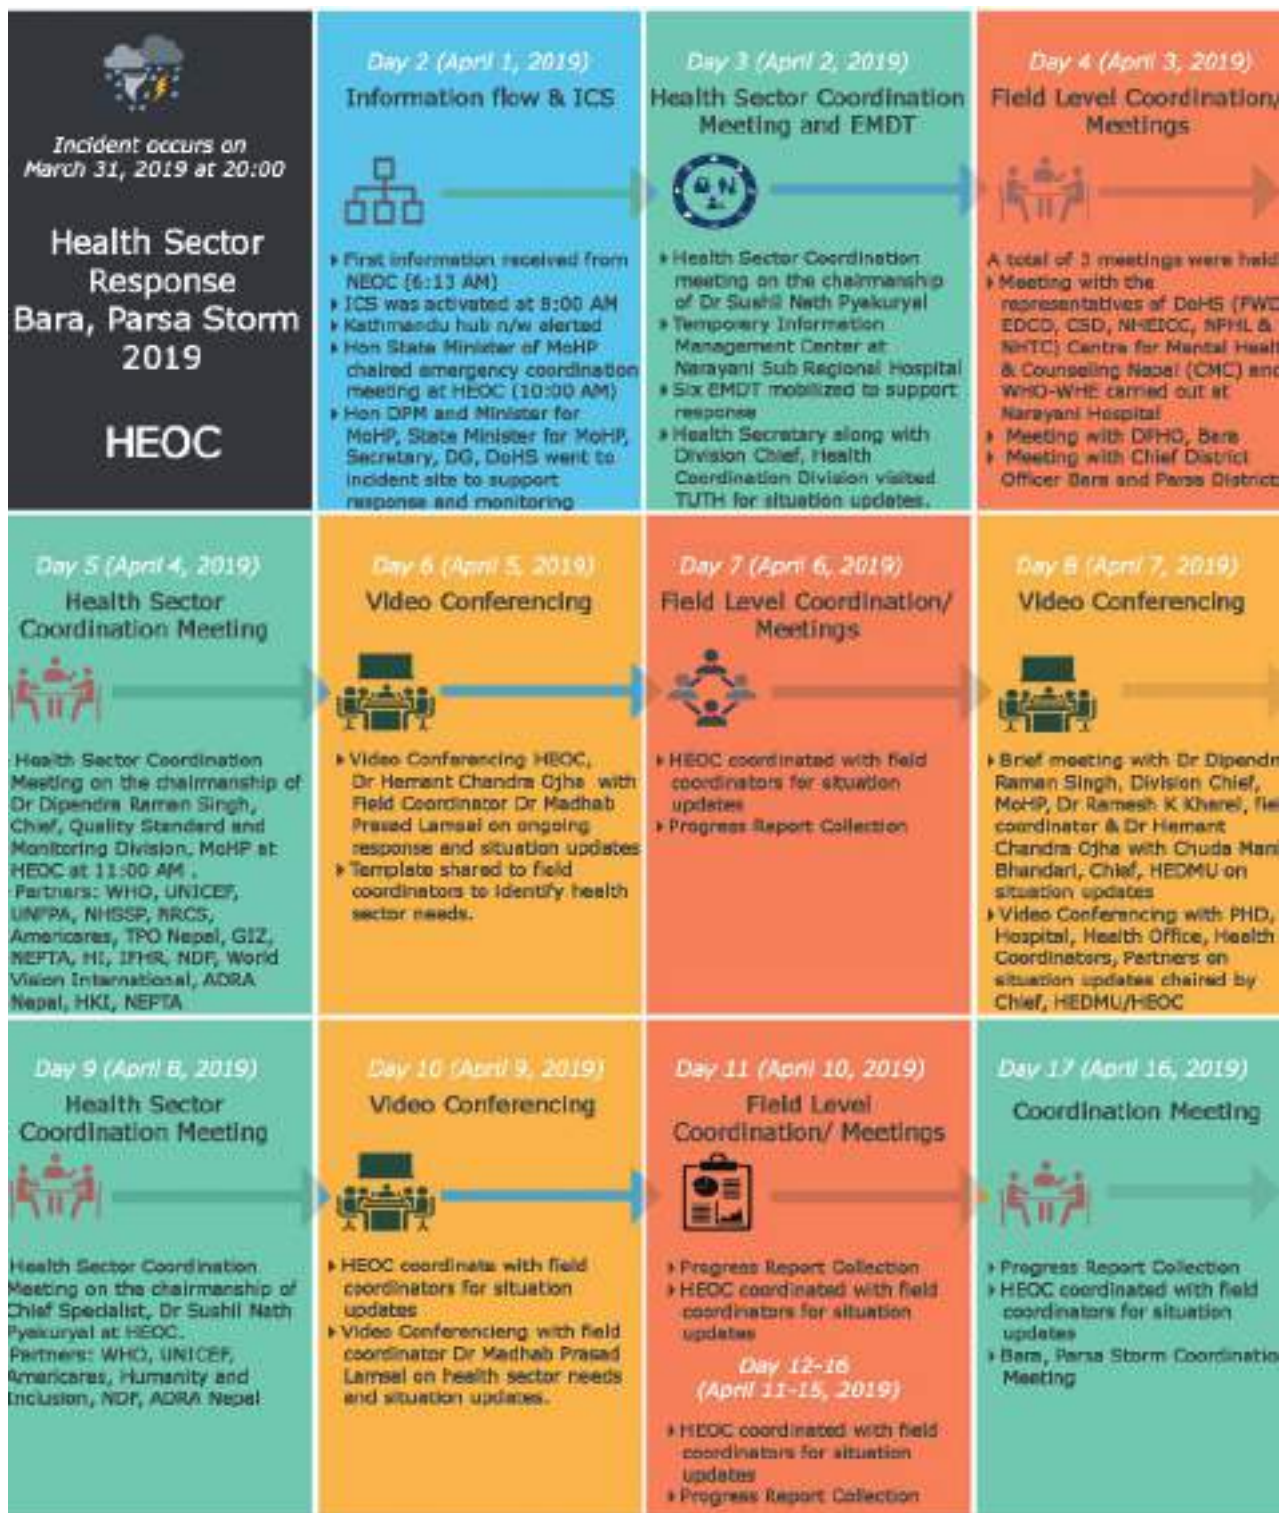 Incident occurs on
March 31, 2019 at 20:00
Health Sector
Response
Bara, Parsa Storm
2019
HEOC
Day 2 (April 1, 2019)
Information flow & ICS
First information received from
NEOC (6:13 AM)
ICS was activated at 8:00 AM
Kathmandu hub n/w alerted
Hon State Minister of MoHP
chaired emergency coordination
meeting at HEOC (10:00 AM)
Hon DPM and Minister for
MoHP, State Minister for MoHP,
Secretary, DG, DoHS went to
incident site to support
response and monitoring
Day 3 (April 2, 2019)
Health Sector Coordination
Meeting and EMDT
Health Sector Coordination
meeting on the chairmanship
of Dr Sushil Nath Pyakuryal
Temporary Information
Management Center at
Narayani Sub Regional Hospital
Six EMDT mobilized to support
response
Health Secretary along with
Division Chief, Health
Coordination Division visited
TUTH for situation updates.
Day 4 (April 3, 2019)
Field Level Coordination/
Meetings
A total of 3 meetings were held
Meeting with the
representatives of DoHS (FWD
EDCD, CSD, NHEICC, NPHL &
NHTC) Centre for Mental Healt
& Counseling Nepal (CMC) and
WHO-WHE carried out at
Narayani Hospital
Meeting with DPHO, Bara
Meeting with Chief District
Officer Bara and Parsa District
Day 5 (April 4, 2019)
Health Sector
Coordination Meeting
Health Sector Coordination
Meeting on the chairmanship of
Dr Dipendra Raman Singh,
Chief, Quality Standard and
Monitoring Division, MoHP at
HEOC at 11:00 AM .
Partners: WHO, UNICEF,
UNFPA, NHSSP, NRCS,
Americares, TPO Nepal, GIZ,
NEPTA, HI, IFHR, NDF, World
Vision International, ADRA
Nepal, HKI, NEPTA
Day 6 (April 5, 2019)
Video Conferencing
Video Conferencing HEOC,
Dr Hemant Chandra Ojha with
Field Coordinator Dr Madhab
Prasad Lamsal on ongoing
response and situation updates
Template shared to field
coordinators to identify health
sector needs.
Day 7 (April 6, 2019)
Field Level Coordination/
Meetings
HEOC coordinated with field
coordinators for situation
updates
Progress Report Collection
Day 8 (April 7, 2019)
Video Conferencing
Brief meeting with Dr Dipendr
Raman Singh, Division Chief,
MoHP, Dr Ramesh K Kharel, fiel
coordinator & Dr Hemant
Chandra Ojha with Chuda Mani
Bhandari, Chief, HEDMU on
situation updates
Video Conferencing with PHD,
Hospital, Health Office, Health
Coordinators, Partners on
situation updates chaired by
Chief, HEDMU/HEOC
Day 9 (April 8, 2019)
Health Sector
Coordination Meeting
Health Sector Coordination
Meeting on the chairmanship of
Chief Specialist, Dr Sushil Nath
Pyakuryal at HEOC.
Partners: WHO, UNICEF,
Americares, Humanity and
Inclusion, NDF, ADRA Nepal
Day 10 (April 9, 2019)
Video Conferencing
HEOC coordinate with field
coordinators for situation
updates
Video Conferencieng with field
coordinator Dr Madhab Prasad
Lamsal on health sector needs
and situation updates.
Day 11 (April 10, 2019)
Field Level
Coordination/ Meetings
Progress Report Collection
HEOC coordinated with field
coordinators for situation
updates
Day 12-16
(April 11-15, 2019)
HEOC coordinated with field
coordinators for situation
updates
Progress Report Collection
Day 17 (April 16, 2019)
Coordination Meeting
Progress Report Collection
HEOC coordinated with field
coordinators for situation
updates
Bara, Parsa Storm Coordination
Meeting